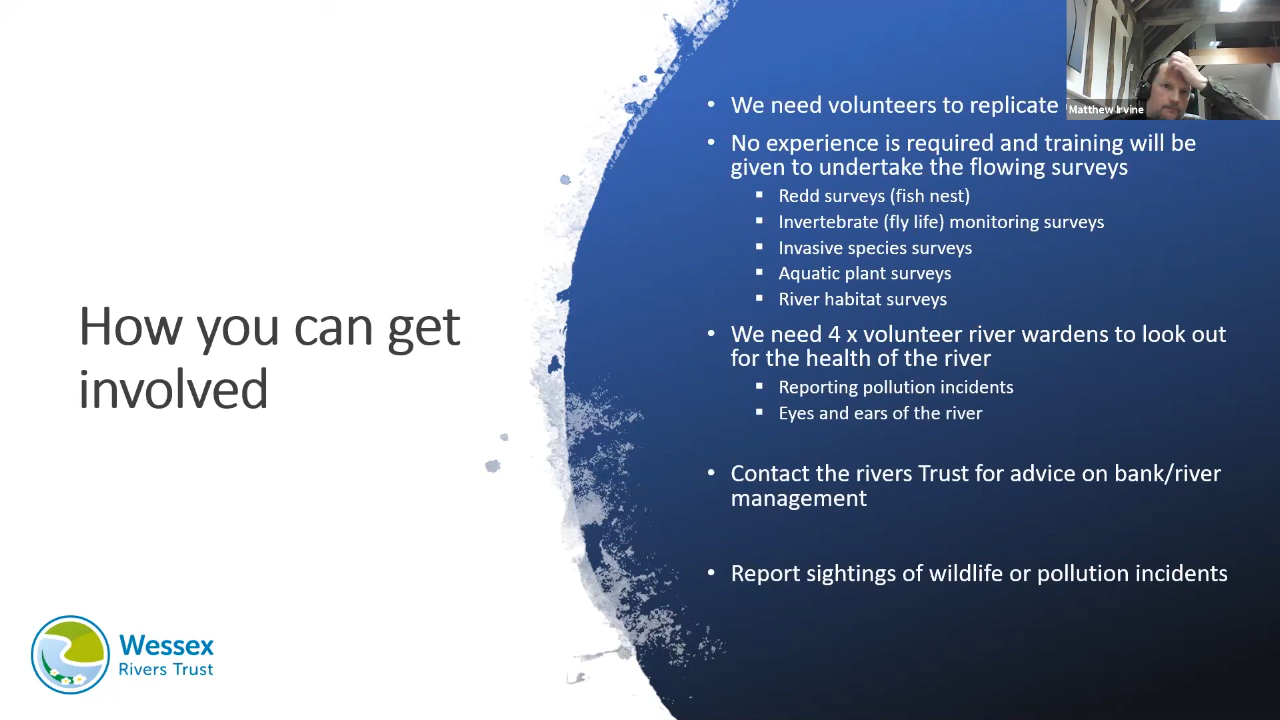 How you can get
involved
• We need volunteers to replicate
• No experience is required and training will be
given to undertake the flowing surveys
▪ Redd surveys (fish nest)
▪ Invertebrate (fly life) monitoring surveys
▪ Invasive species surveys
▪ Aquatic plant surveys
▪ River habitat surveys
• We need 4 x volunteer river wardens to look out
for the health of the river
▪ Reporting pollution incidents
▪ Eyes and ears of the river
• Contact the rivers Trust for advice on bank/river
management
• Report sightings of wildlife or pollution incidents
Matthew Irvine
Wessex
Rivers Trust